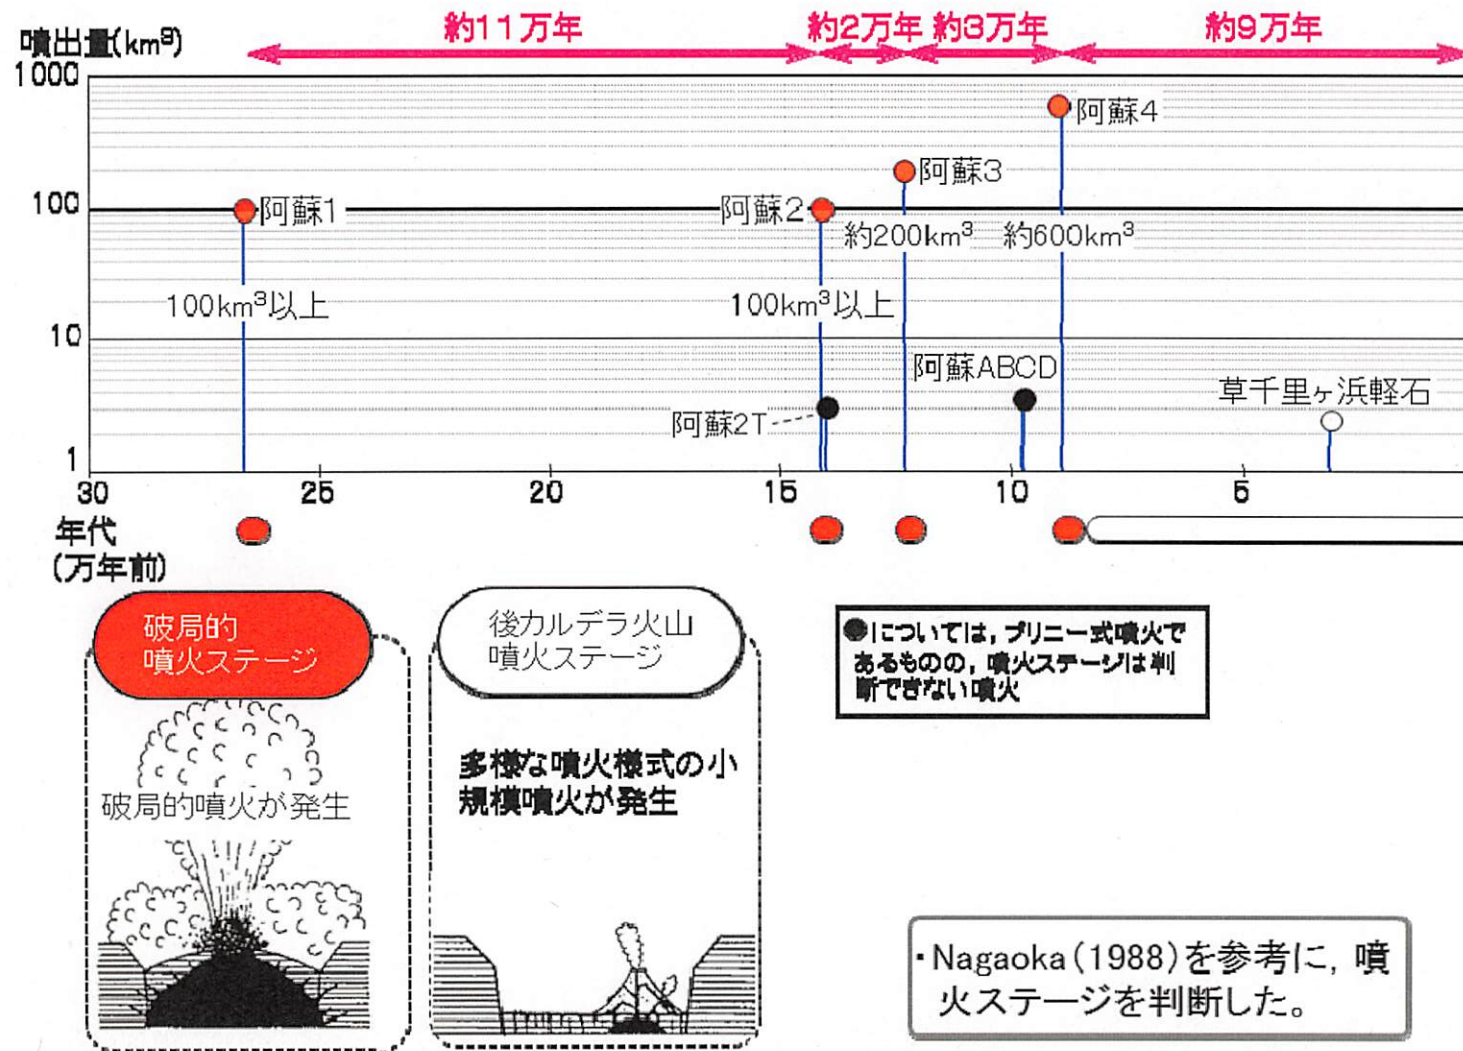 約11万年
約2万年
約3万年
約9万年
噴出量(km³)
1000
阿蘇4
阿蘇3
100
阿蘇1
阿蘇2
約200km³
約600km³
100km³以上
100km³以上
10
阿蘇ABCD
草千里ヶ浜軽石
阿蘇2T
1
30
25
20
15
10
5
年代
(万年前)
破局的
噴火ステージ
破局的噴火が発生
後カルデラ火山
噴火ステージ
多様な噴火様式の小
規模噴火が発生
●については，プリニー式噴火で
あるものの，噴火ステージは判
断できない噴火
・Nagaoka(1988)を参考に，噴
火ステージを判断した。